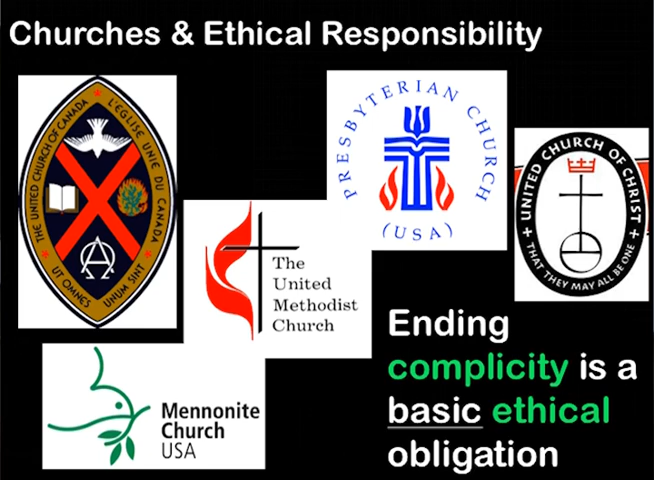 Churches & Ethical Responsibility
THE UNITED CHURCH OF CANADA
L'EGLISE UNIE DU CANADA
UT OMNES
UNUM SINT
A
The
United
Methodist
Church
PRESBYTERIAN CHURCH
(USA)
UNITED CHURCH OF CHRIST
THAT THEY MAY ALL BE ONE
Mennonite
Church
USA
Ending
complicity is a
basic ethical
obligation